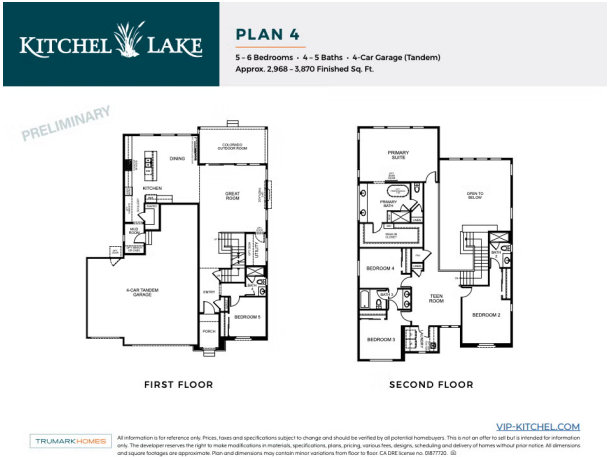 KITCHEL LAKE
PLAN 4
5 – 6 Bedrooms • 4 – 5 Baths • 4-Car Garage (Tandem)
Approx. 2,968 – 3,870 Finished Sq. Ft.
PRELIMINARY
COLORADO
OUTDOOR ROOM
DINING
KITCHEN
GREAT
ROOM
MUD
ROOM
UTILITY
4-CAR TANDEM
GARAGE
ENTRY
PORCH
BEDROOM 5
FIRST FLOOR
PRIMARY
SUITE
PRIMARY
BATH
OPEN TO
BELOW
BEDROOM 4
BATH 3
TEEN
ROOM
BATH
BEDROOM 2
BEDROOM 3
SECOND FLOOR
VIP-KITCHEL.COM
TRUMARK HOMES
All information is for reference only. Prices, taxes and specifications subject to change and should be verified by all potential homebuyers. This is not an offer to sell but is intended for information
only. The developer reserves the right to make modifications in materials, specifications, plans, pricing, various fees, designs, scheduling and delivery of homes without prior notice. All dimensions
and square footages are approximate. Plan and dimensions may contain minor variations from floor to floor. CA DRE license no. 01877720.